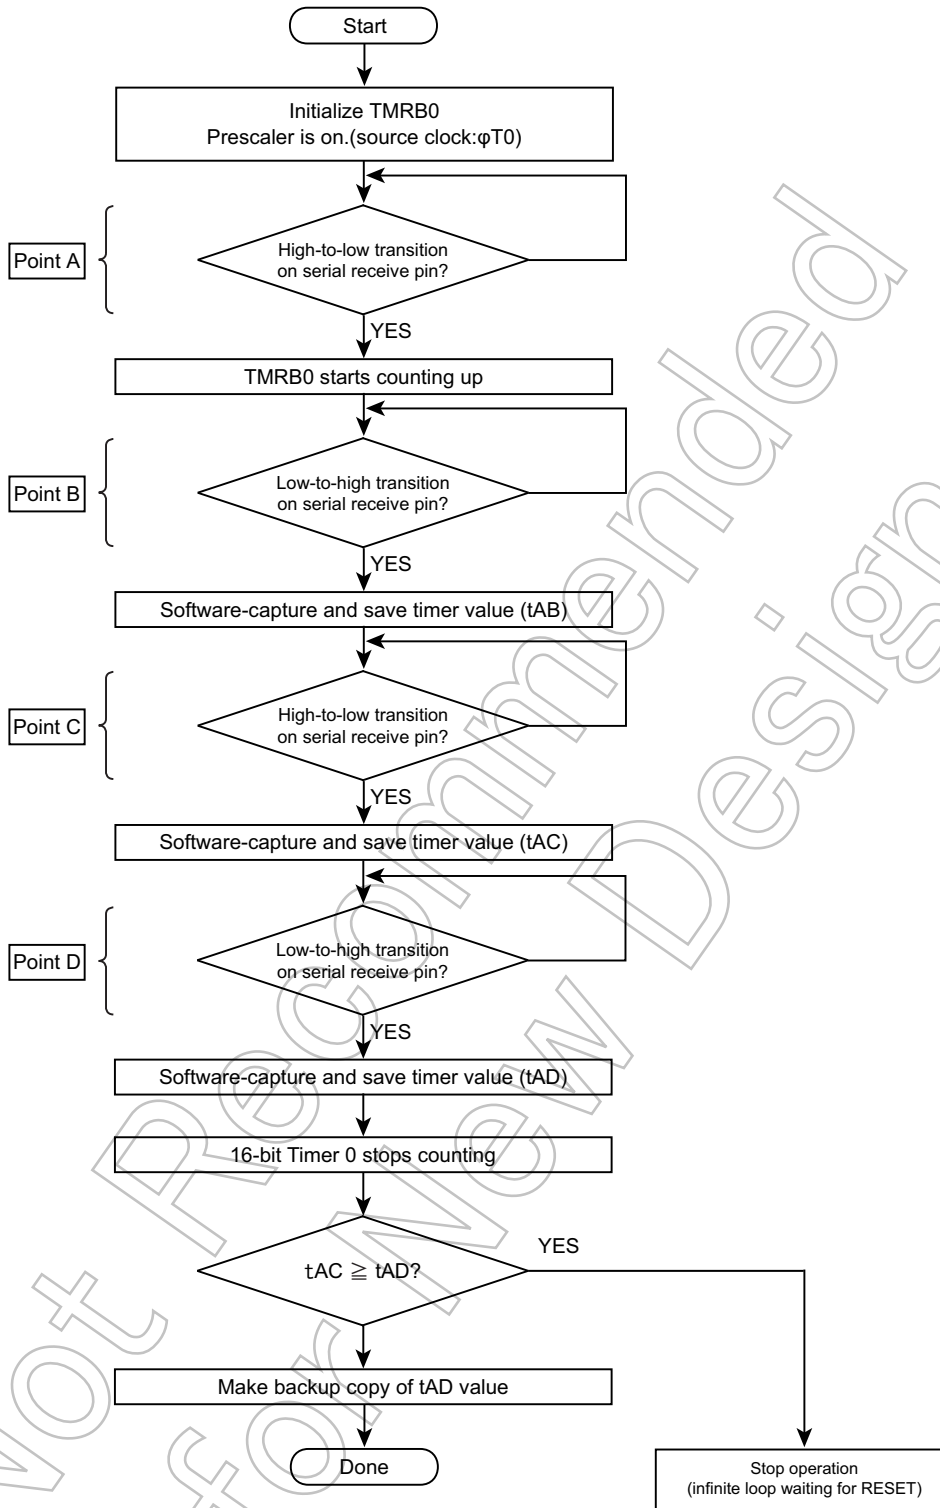 Start
Initialize TMRB0
Prescaler is on.(source clock:φT0)
Point A
High-to-low transition
on serial receive pin?
YES
TMRB0 starts counting up
Point B
Low-to-high transition
on serial receive pin?
YES
Software-capture and save timer value (tAB)
Point C
High-to-low transition
on serial receive pin?
YES
Software-capture and save timer value (tAC)
Point D
Low-to-high transition
on serial receive pin?
YES
Software-capture and save timer value (tAD)
16-bit Timer 0 stops counting
YES
tAC ≧ tAD?
Make backup copy of tAD value
Done
Stop operation
(infinite loop waiting for RESET)
Not Recommended
for New Design